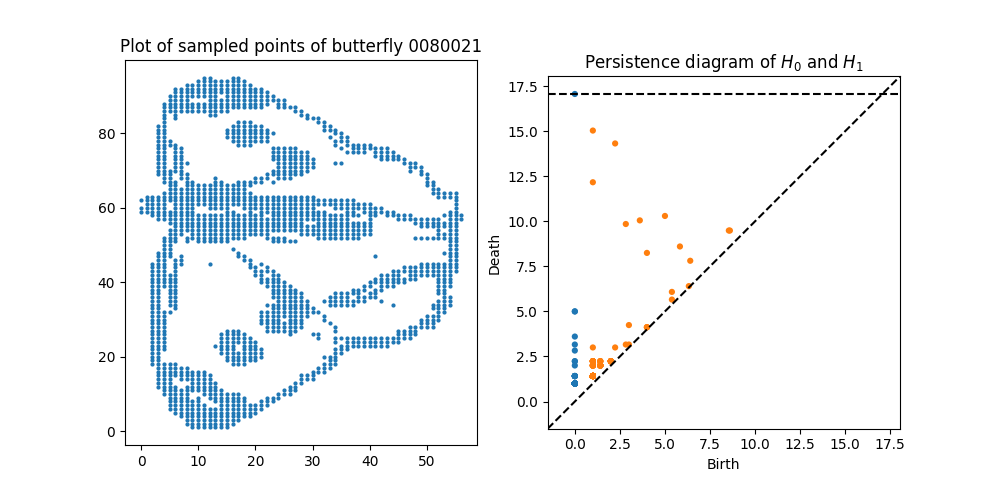 Plot of sampled points of butterfly 0080021
80
60
40
20
0
0 10 20 30 40 50
Persistence diagram of $H_0$ and $H_1$
17.5
15.0
12.5
10.0
7.5
5.0
2.5
0.0
Death
0.0 2.5 5.0 7.5 10.0 12.5 15.0 17.5
Birth